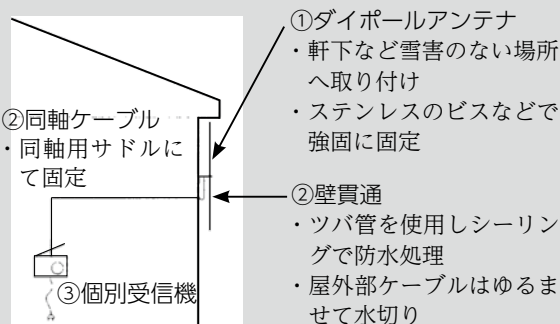 ①ダイポールアンテナ
・軒下など雪害のない場所
へ取り付け
・ステンレスのビスなどで
強固に固定
②同軸ケーブル
・同軸用サドルに
て固定
②壁貫通
・ツバ管を使用しシーリン
グで防水処理
・屋外部ケーブルはゆるま
せて水切り
③個別受信機